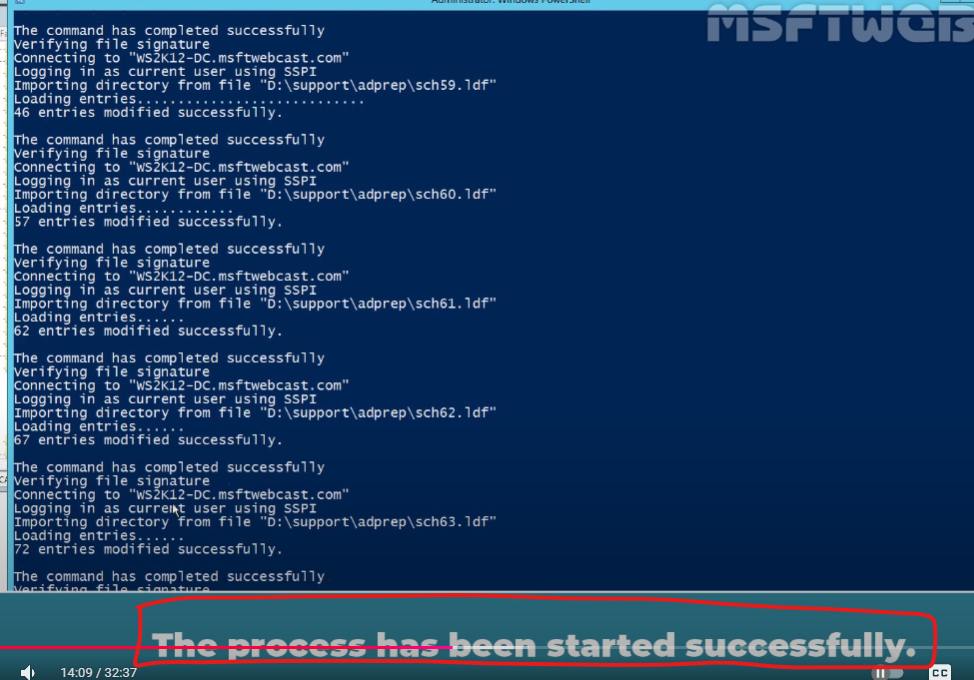 Administrator: Windows PowerShell
MSFTWEB
The command has completed successfully
Verifying file signature
Connecting to "WS2K12-DC.msftwebcast.com"
Logging in as current user using SSPI
Importing directory from file "D:\support\adprep\sch59.ldf"
Loading entries............................
46 entries modified successfully.
The command has completed successfully
Verifying file signature
Connecting to "WS2K12-DC.msftwebcast.com"
Logging in as current user using SSPI
Importing directory from file "D:\support\adprep\sch60.ldf"
Loading entries............
57 entries modified successfully.
The command has completed successfully
Verifying file signature
Connecting to "WS2K12-DC.msftwebcast.com"
Logging in as current user using SSPI
Importing directory from file "D:\support\adprep\sch61.ldf"
Loading entries......
62 entries modified successfully.
The command has completed successfully
Verifying file signature
Connecting to "WS2K12-DC.msftwebcast.com"
Logging in as current user using SSPI
Importing directory from file "D:\support\adprep\sch62.ldf"
Loading entries......
67 entries modified successfully.
The command has completed successfully
Verifying file signature
Connecting to "WS2K12-DC.msftwebcast.com"
Logging in as current user using SSPI
Importing directory from file "D:\support\adprep\sch63.ldf"
Loading entries......
72 entries modified successfully.
The command has completed successfully
Verifying file signature
The process has been started successfully.
14:09 / 32:37
CC